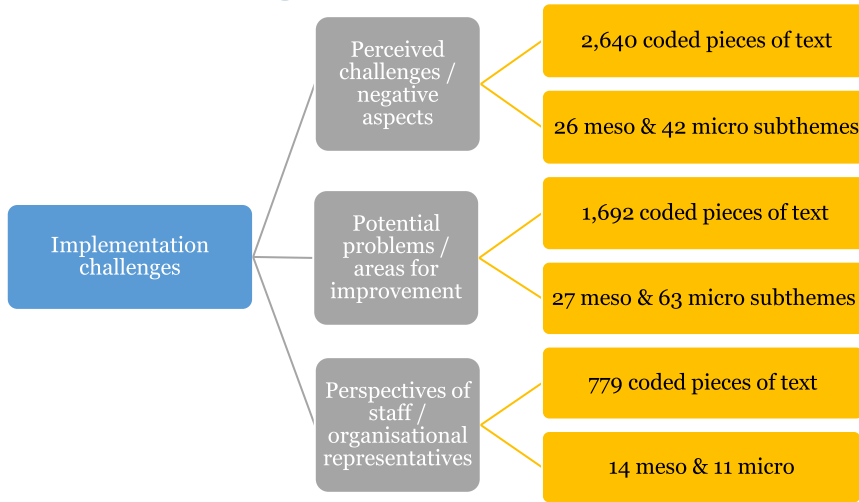 Implementation
challenges
Perceived
challenges /
negative
aspects
2,640 coded pieces of text
26 meso & 42 micro subthemes
Potential
problems /
areas for
improvement
1,692 coded pieces of text
27 meso & 63 micro subthemes
Perspectives of
staff /
organisational
representatives
779 coded pieces of text
14 meso & 11 micro